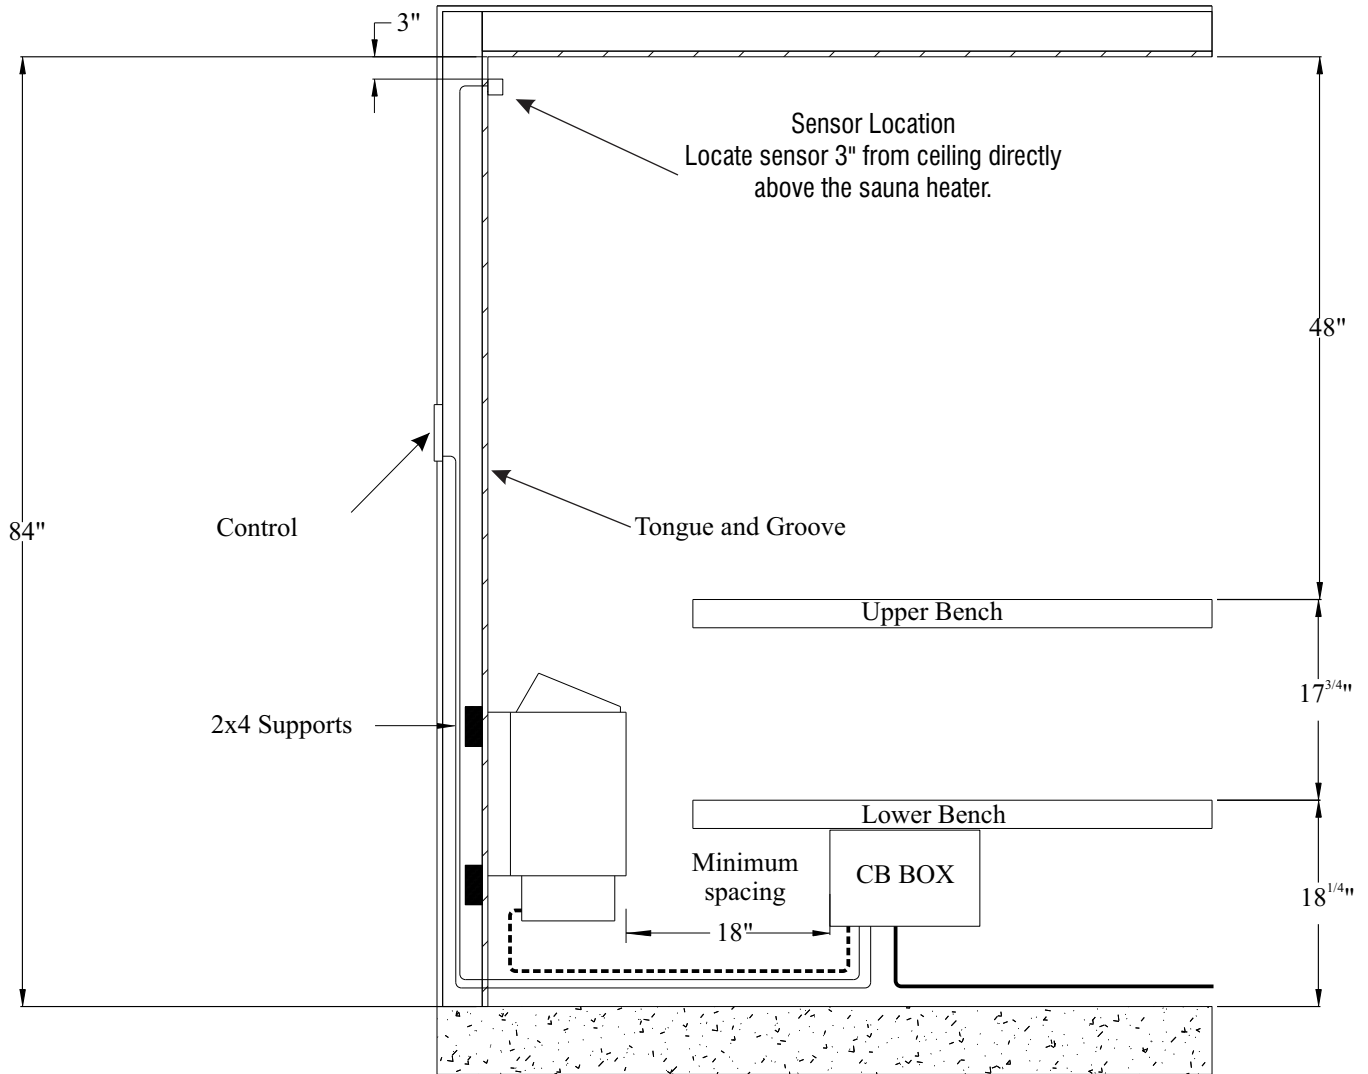 3"
Sensor Location
Locate sensor 3" from ceiling directly
above the sauna heater.
48"
Control
Tongue and Groove
84"
Upper Bench
17 3/4"
2x4 Supports
Lower Bench
Minimum
spacing
CB BOX
18 1/4"
18"